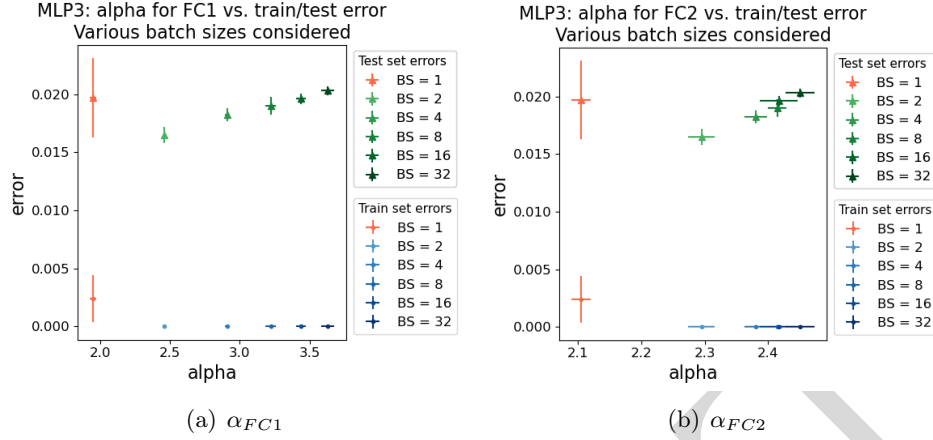 MLP3: alpha for FC1 vs. train/test error
Various batch sizes considered
error
0.020
0.015
0.010
0.005
0.000
2.0
2.5
3.0
3.5
alpha
Test set errors
BS = 1
BS = 2
BS = 4
BS = 8
BS = 16
BS = 32
Train set errors
BS = 1
BS = 2
BS = 4
BS = 8
BS = 16
BS = 32
(a) αFC1
MLP3: alpha for FC2 vs. train/test error
Various batch sizes considered
error
0.020
0.015
0.010
0.005
0.000
2.1
2.2
2.3
2.4
alpha
Test set errors
BS = 1
BS = 2
BS = 4
BS = 8
BS = 16
BS = 32
Train set errors
BS = 1
BS = 2
BS = 4
BS = 8
BS = 16
BS = 32
(b) αFC2